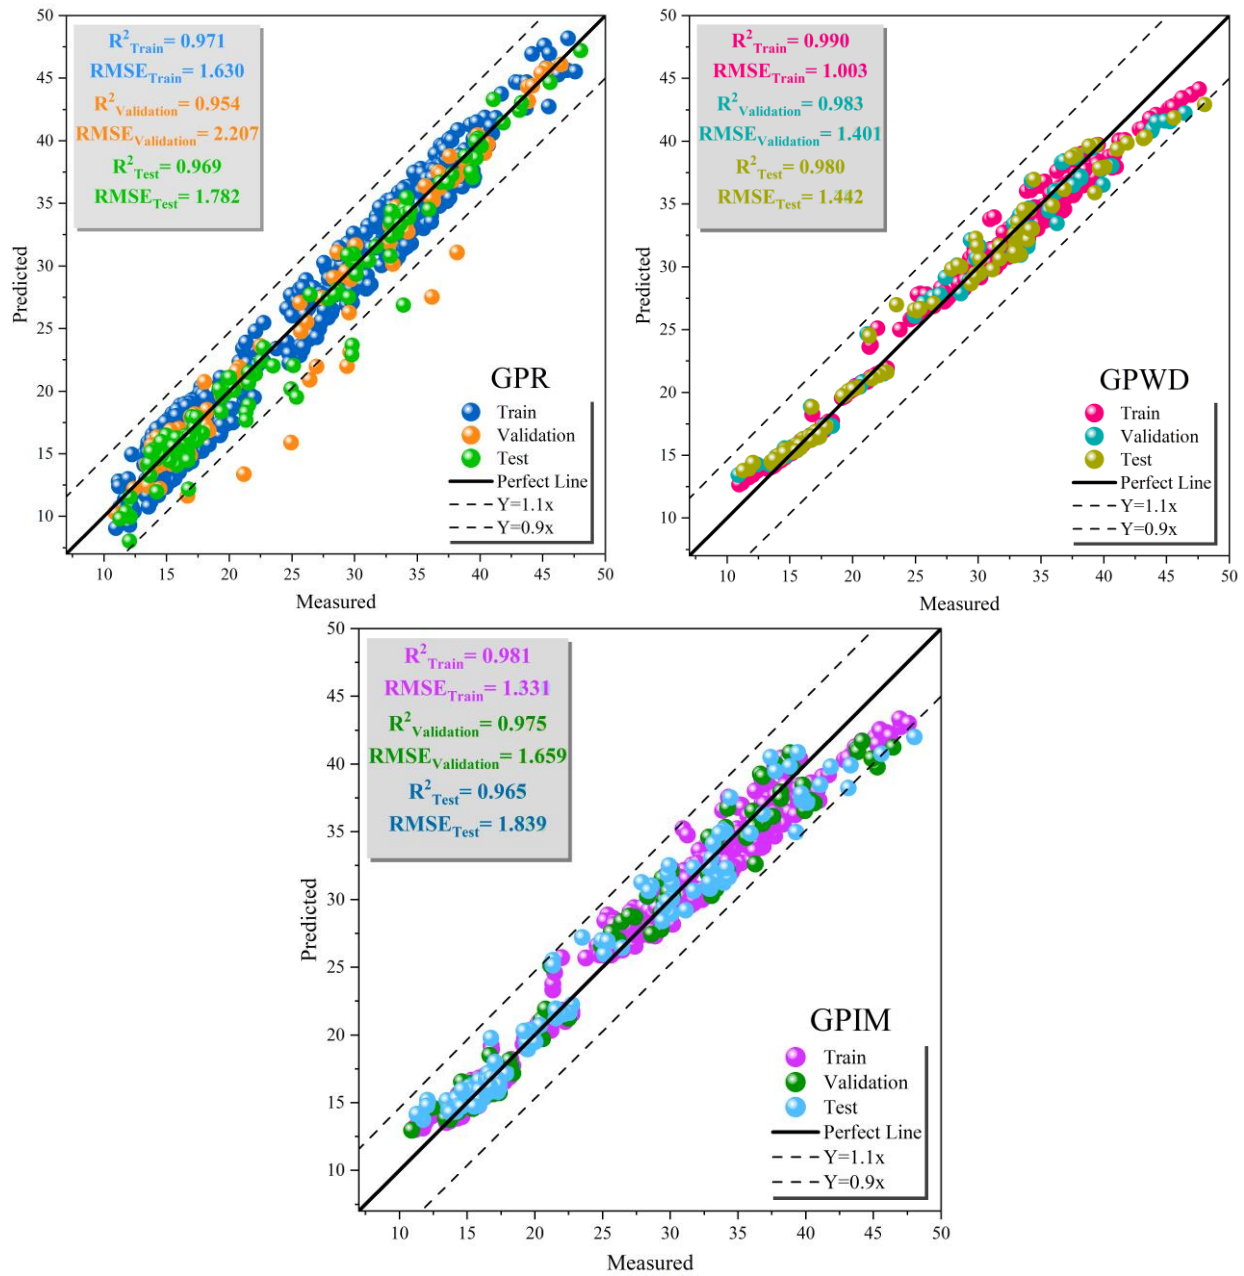 50
45
40
35
30
25
20
15
10
Predicted
R²Train= 0.971
RMSETrain= 1.630
R²Validation= 0.954
RMSEValidation= 2.207
R²Test= 0.969
RMSETest= 1.782
GPR
Train
Validation
Test
Perfect Line
Y=1.1x
Y=0.9x
10 15 20 25 30 35 40 45 50
Measured
50
45
40
35
30
25
20
15
10
Predicted
R²Train= 0.990
RMSETrain= 1.003
R²Validation= 0.983
RMSEValidation= 1.401
R²Test= 0.980
RMSETest= 1.442
GPWD
Train
Validation
Test
Perfect Line
Y=1.1x
Y=0.9x
10 15 20 25 30 35 40 45 50
Measured
50
45
40
35
30
25
20
15
10
Predicted
R²Train= 0.981
RMSETrain= 1.331
R²Validation= 0.975
RMSEValidation= 1.659
R²Test= 0.965
RMSETest= 1.839
GPIM
Train
Validation
Test
Perfect Line
Y=1.1x
Y=0.9x
10 15 20 25 30 35 40 45 50
Measured